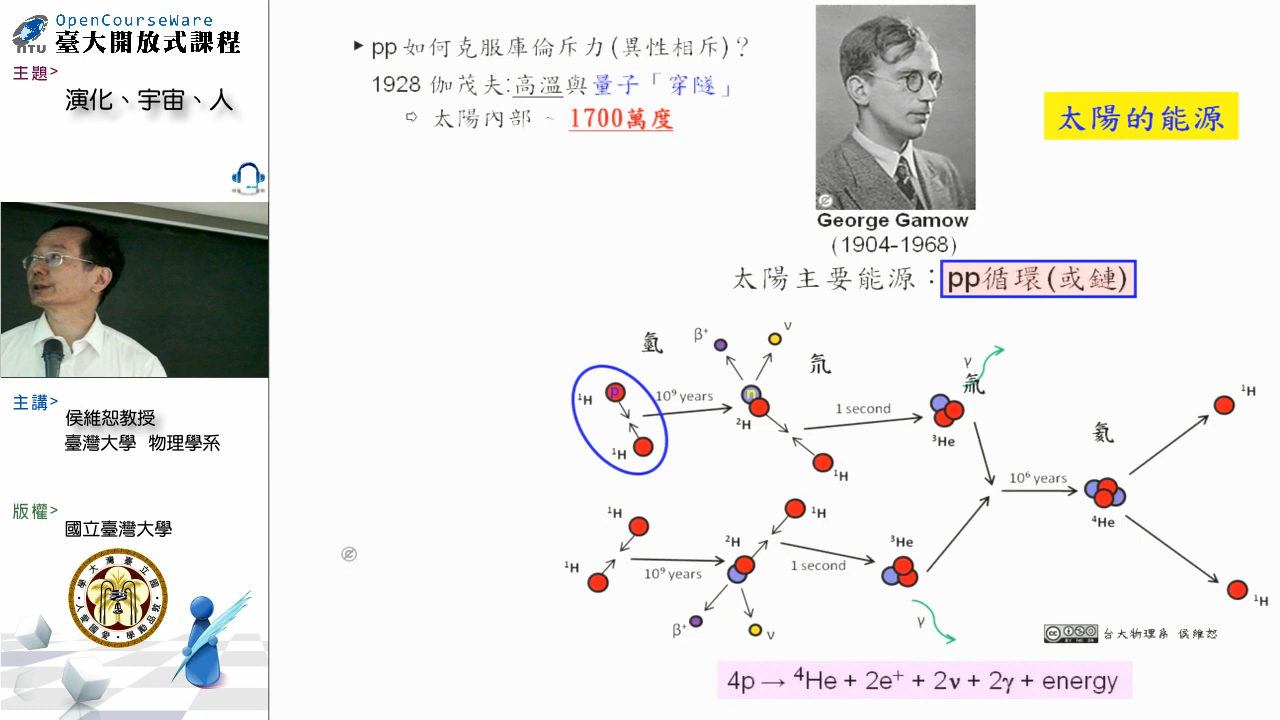 OpenCourseWare
NTU
臺大開放式課程
主題>
演化、宇宙、人
主講>
侯維恕教授
臺灣大學 物理學系
版權>
國立臺灣大學
pp 如何克服庫倫斥力(異性相斥)？
1928 伽茂夫:高溫與量子「穿隧」
⇨ 太陽內部 ~ 1700萬度
George Gamow
(1904-1968)
太陽的能源
太陽主要能源：pp循環(或鏈)
氫
β⁺
ν
氘
γ
氚
¹H
p
¹H
10⁹ years
n
²H
1 second
¹H
³He
¹H
氦
10⁶ years
⁴He
¹H
¹H
¹H
10⁹ years
²H
¹H
1 second
³He
β⁺
ν
γ
¹H
台大物理系 侯維恕
4p → ⁴He + 2e⁺ + 2ν + 2γ + energy